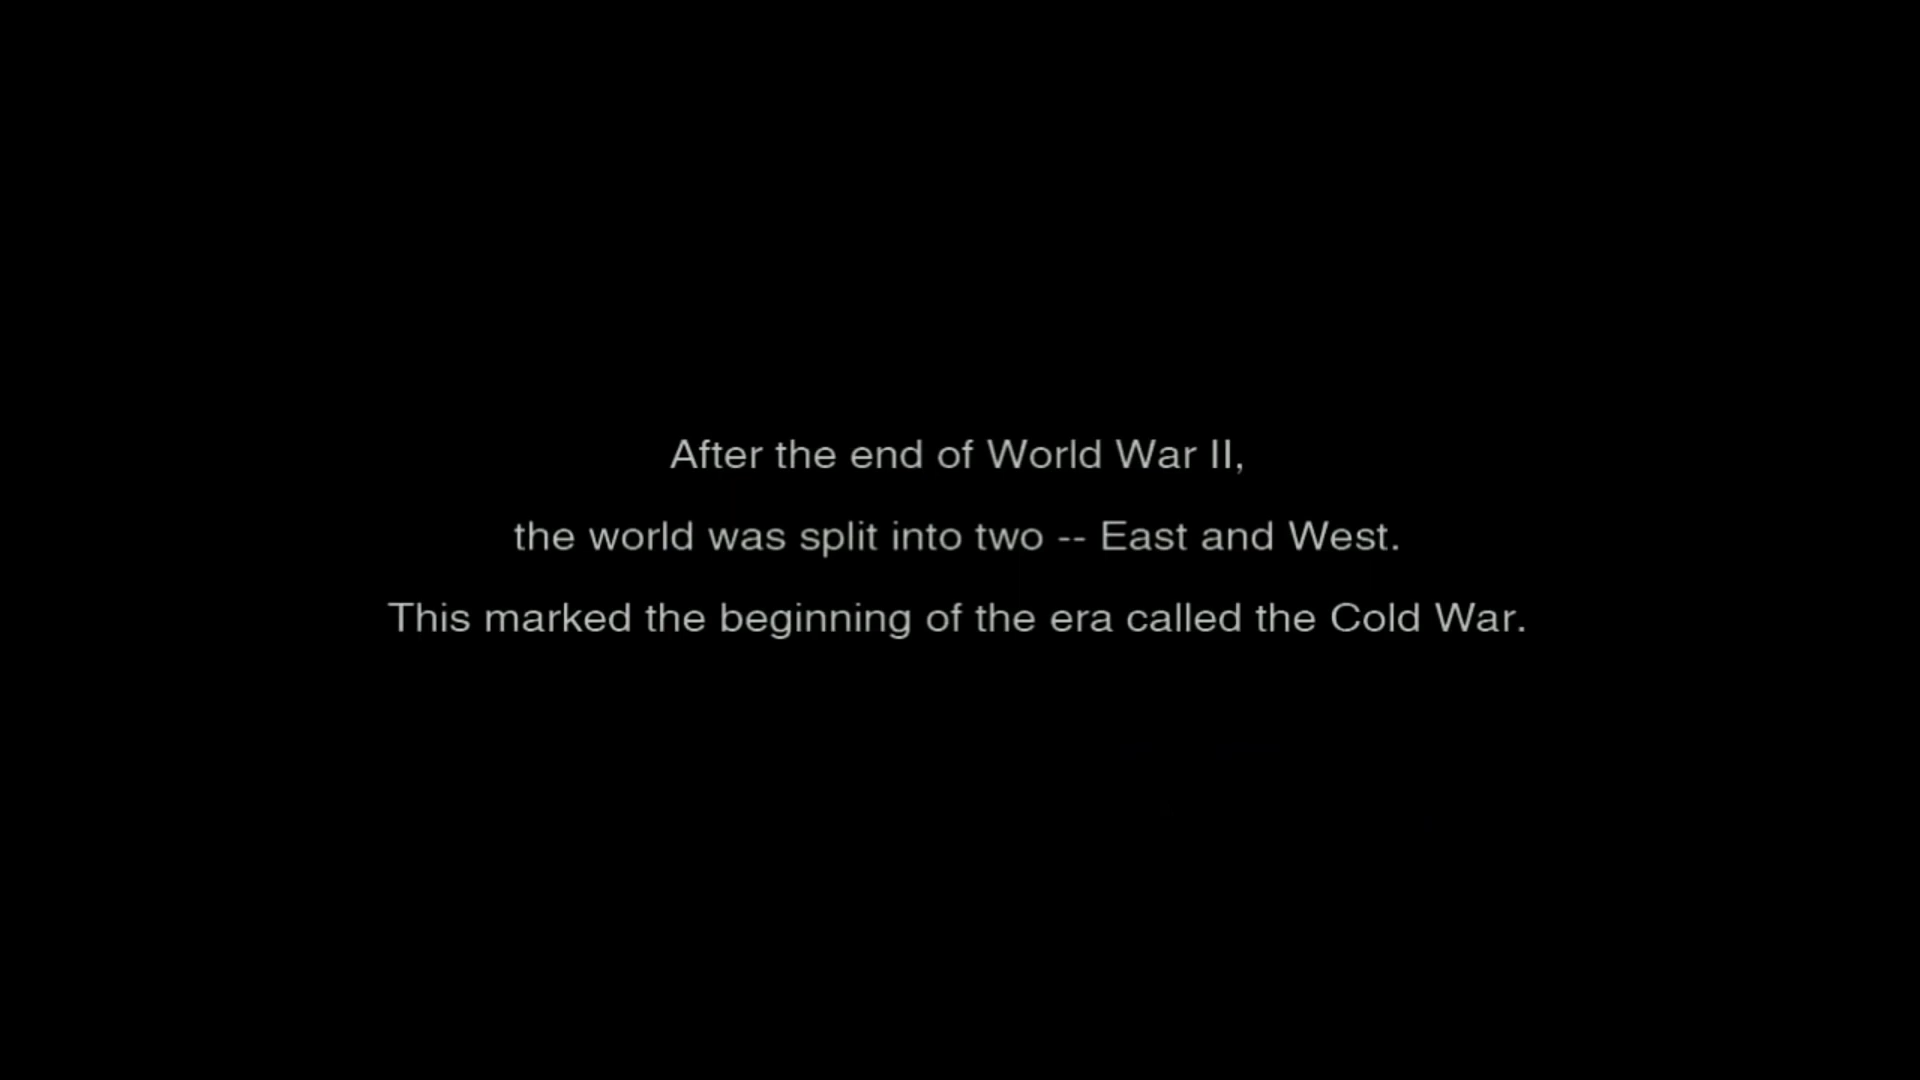 After the end of World War II,
the world was split into two -- East and West.
This marked the beginning of the era called the Cold War.